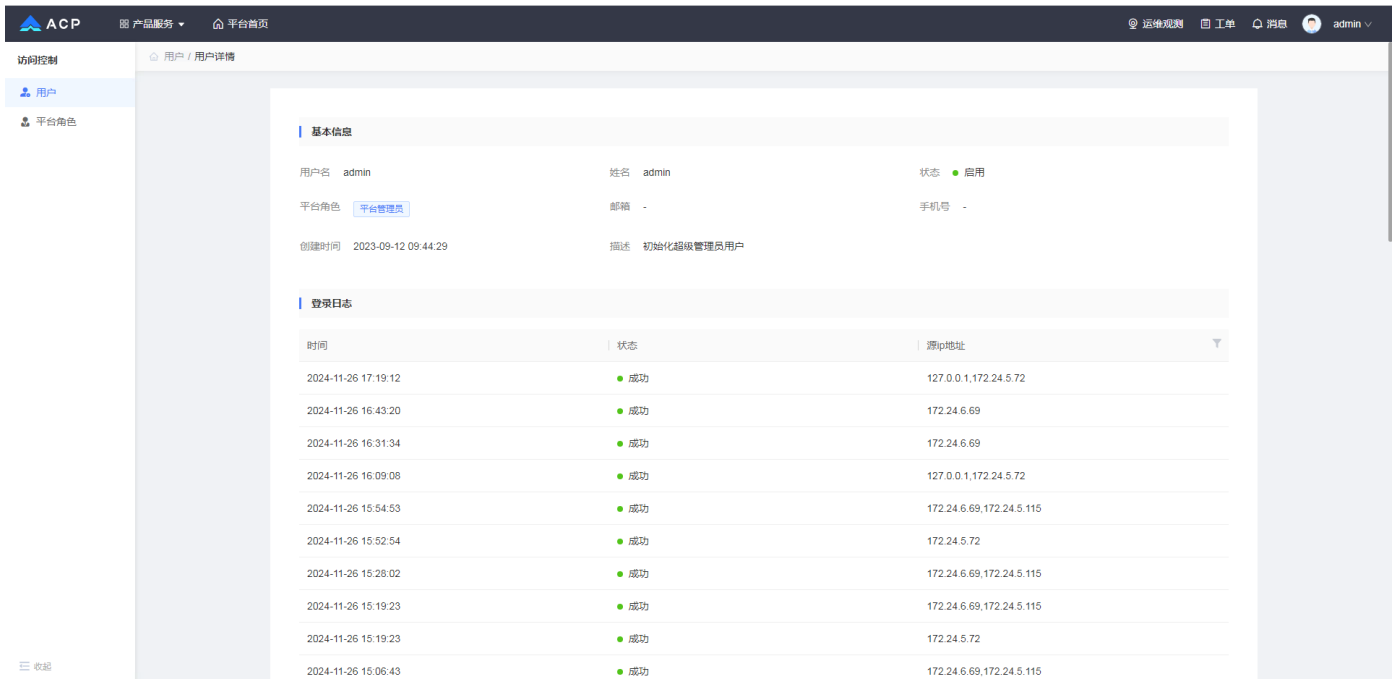 ACP 产品服务 平台首页 运维观测 工单 消息 admin
访问控制 用户 / 用户详情
用户
平台角色
基本信息
用户名 admin 姓名 admin 状态 启用
平台角色 平台管理员 邮箱 - 手机号 -
创建时间 2023-09-12 09:44:29 描述 初始化超级管理员用户
登录日志
时间 状态 源ip地址
2024-11-26 17:19:12 成功 127.0.0.1,172.24.5.72
2024-11-26 16:43:20 成功 172.24.6.69
2024-11-26 16:31:34 成功 172.24.6.69
2024-11-26 16:09:08 成功 127.0.0.1,172.24.5.72
2024-11-26 15:54:53 成功 172.24.6.69,172.24.5.115
2024-11-26 15:52:54 成功 172.24.5.72
2024-11-26 15:28:02 成功 172.24.6.69,172.24.5.115
2024-11-26 15:19:23 成功 172.24.6.69,172.24.5.115
2024-11-26 15:19:23 成功 172.24.5.72
2024-11-26 15:06:43 成功 172.24.6.69,172.24.5.115
收起